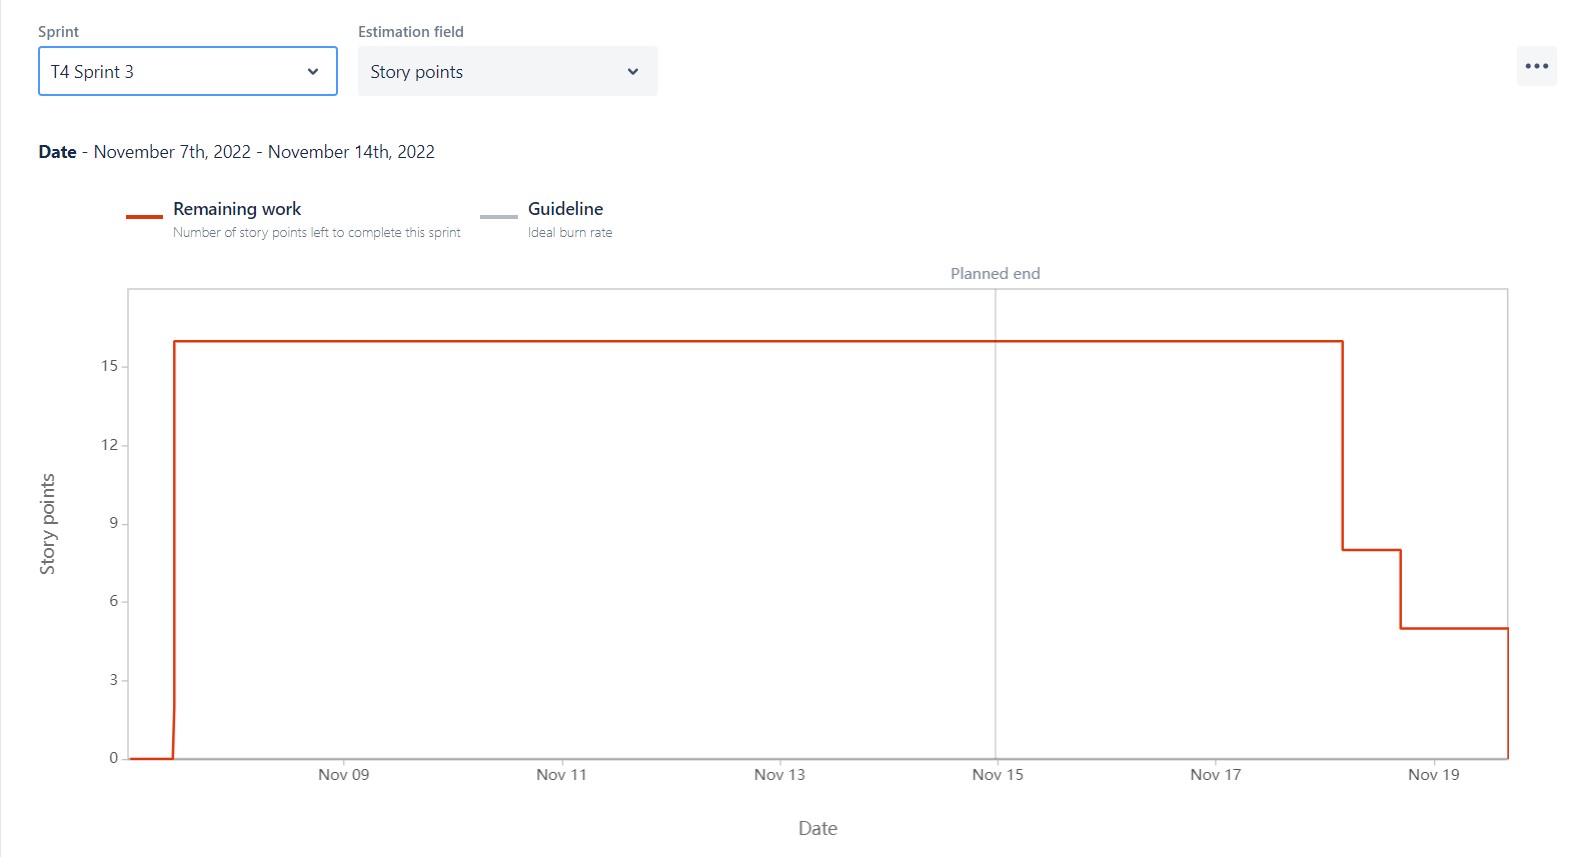 Sprint
Estimation field
T4 Sprint 3
Story points
Date - November 7th, 2022 - November 14th, 2022
Remaining work
Number of story points left to complete this sprint
Guideline
Ideal burn rate
Planned end
15
12
9
6
3
0
Story points
Nov 09
Nov 11
Nov 13
Nov 15
Nov 17
Nov 19
Date